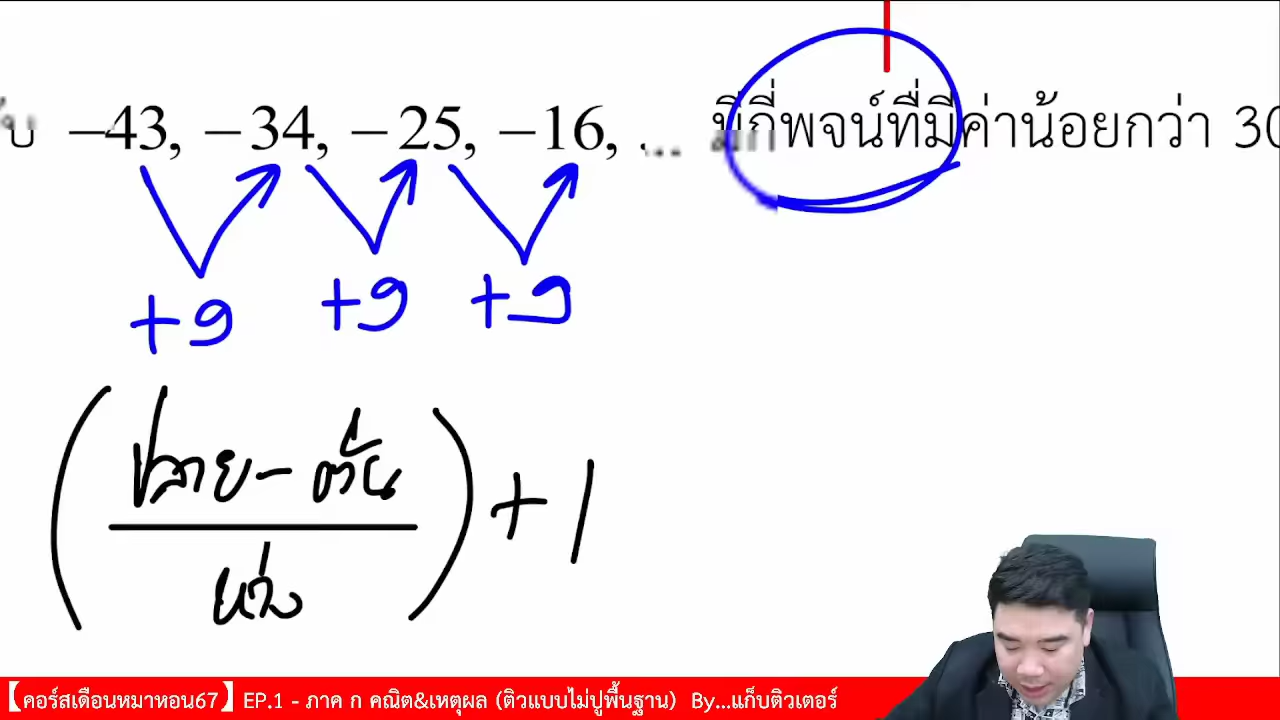 −43, −34, −25, −16, ... มีกี่พจน์ที่มีค่าน้อยกว่า 30
+9 +9 +9
(ปลาย - ต้น
ห่าง) + 1
【คอร์สเดือนหมาหอน67】 EP.1 - ภาค ก คณิต&เหตุผล (ติวแบบไม่ปูพื้นฐาน) By...แก็บติวเตอร์